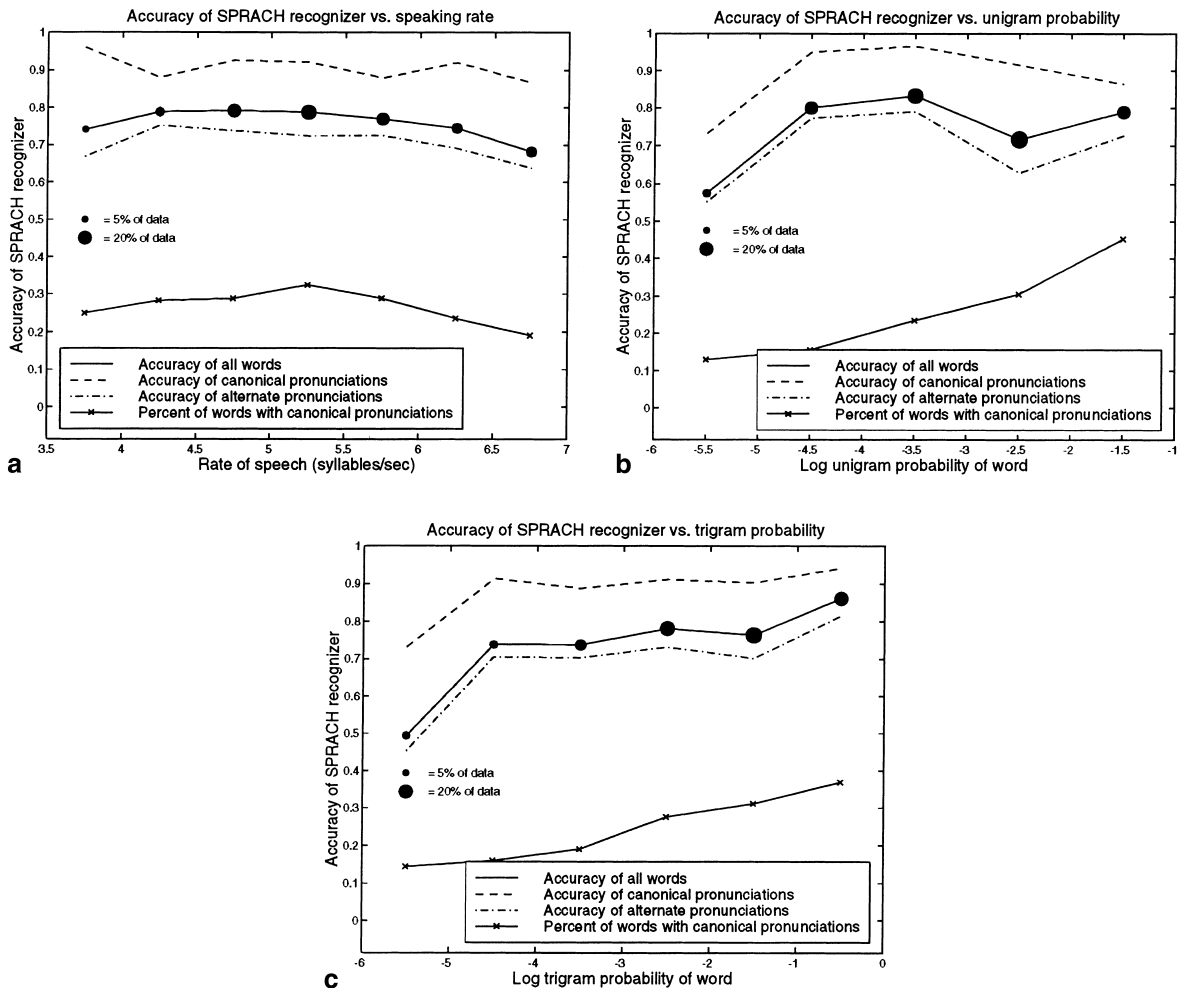 Accuracy of SPRACH recognizer vs. speaking rate
1
0.9
0.8
0.7
0.6
0.5
0.4
0.3
0.2
0.1
0
Accuracy of SPRACH recognizer
= 5% of data
= 20% of data
Accuracy of all words
Accuracy of canonical pronunciations
Accuracy of alternate pronunciations
Percent of words with canonical pronunciations
3.5 4 4.5 5 5.5 6 6.5 7
Rate of speech (syllables/sec)
a
Accuracy of SPRACH recognizer vs. unigram probability
1
0.9
0.8
0.7
0.6
0.5
0.4
0.3
0.2
0.1
0
Accuracy of SPRACH recognizer
= 5% of data
= 20% of data
Accuracy of all words
Accuracy of canonical pronunciations
Accuracy of alternate pronunciations
Percent of words with canonical pronunciations
-6 -5.5 -5 -4.5 -4 -3.5 -3 -2.5 -2 -1.5 -1
Log unigram probability of word
b
Accuracy of SPRACH recognizer vs. trigram probability
1
0.9
0.8
0.7
0.6
0.5
0.4
0.3
0.2
0.1
0
Accuracy of SPRACH recognizer
= 5% of data
= 20% of data
Accuracy of all words
Accuracy of canonical pronunciations
Accuracy of alternate pronunciations
Percent of words with canonical pronunciations
-6 -5 -4 -3 -2 -1 0
Log trigram probability of word
c